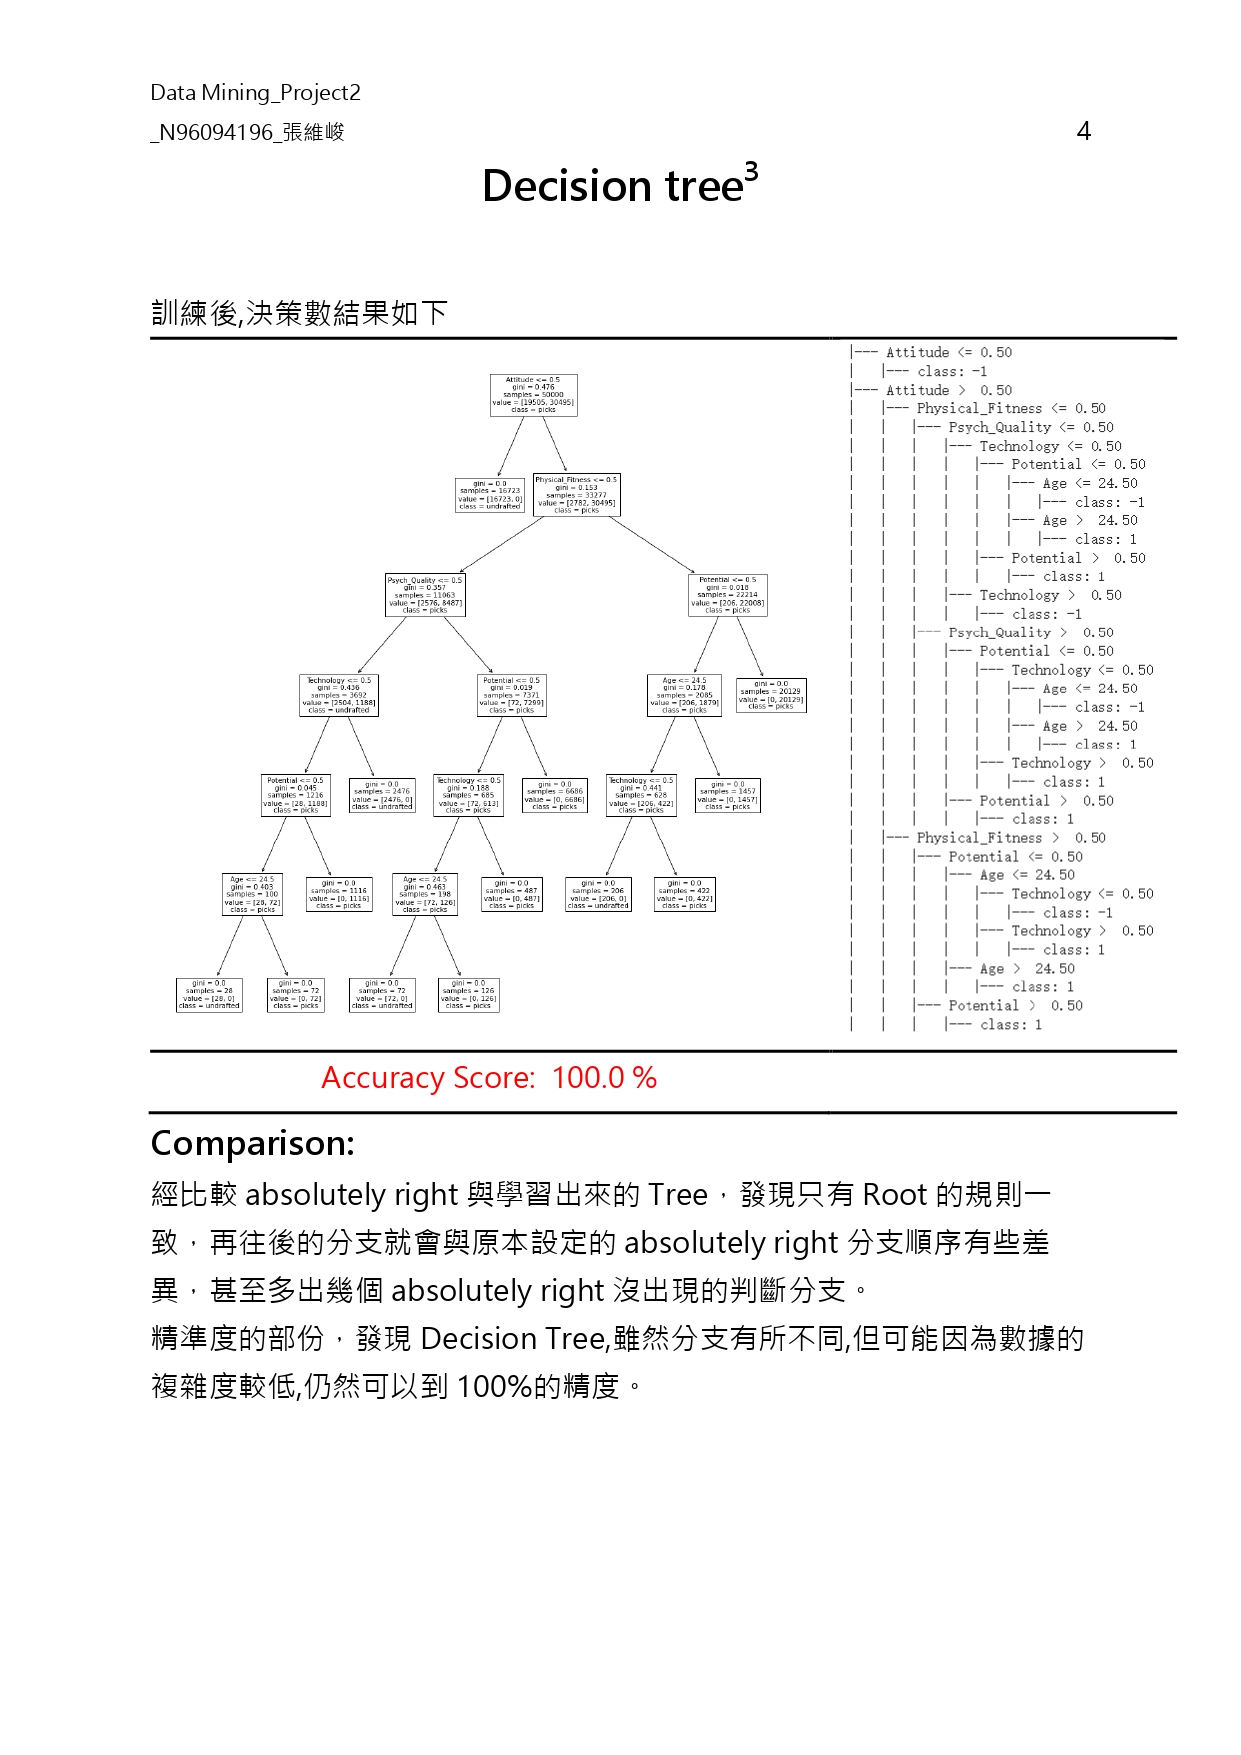 Data Mining_Project2
_N96094196_張維峻
4
Decision tree³
訓練後,決策數結果如下
Attitude <= 0.5
gini = 0.476
samples = 50000
value = [19505, 30495]
class = picks
gini = 0.0
samples = 16723
value = [16723, 0]
class = undrafted
Physical_Fitness <= 0.5
gini = 0.153
samples = 33277
value = [2782, 30495]
class = picks
Psych_Quality <= 0.5
gini = 0.357
samples = 11063
value = [2576, 8487]
class = picks
Potential <= 0.5
gini = 0.018
samples = 22214
value = [206, 22008]
class = picks
Technology <= 0.5
gini = 0.436
samples = 3692
value = [2504, 1188]
class = undrafted
Potential <= 0.5
gini = 0.019
samples = 7371
value = [72, 7299]
class = picks
Age <= 24.5
gini = 0.178
samples = 2085
value = [206, 1879]
class = picks
gini = 0.0
samples = 20129
value = [0, 20129]
class = picks
Potential <= 0.5
gini = 0.045
samples = 1216
value = [28, 1188]
class = picks
gini = 0.0
samples = 2476
value = [2476, 0]
class = undrafted
Technology <= 0.5
gini = 0.188
samples = 685
value = [72, 613]
class = picks
gini = 0.0
samples = 6686
value = [0, 6686]
class = picks
Technology <= 0.5
gini = 0.441
samples = 628
value = [206, 422]
class = picks
gini = 0.0
samples = 1457
value = [0, 1457]
class = picks
Age <= 24.5
gini = 0.403
samples = 100
value = [28, 72]
class = picks
gini = 0.0
samples = 1116
value = [0, 1116]
class = picks
Age <= 24.5
gini = 0.463
samples = 198
value = [72, 126]
class = picks
gini = 0.0
samples = 487
value = [0, 487]
class = picks
gini = 0.0
samples = 206
value = [206, 0]
class = undrafted
gini = 0.0
samples = 422
value = [0, 422]
class = picks
gini = 0.0
samples = 28
value = [28, 0]
class = undrafted
gini = 0.0
samples = 72
value = [0, 72]
class = picks
gini = 0.0
samples = 72
value = [72, 0]
class = undrafted
gini = 0.0
samples = 126
value = [0, 126]
class = picks
|--- Attitude <= 0.50
|   |--- class: -1
|--- Attitude >  0.50
|   |--- Physical_Fitness <= 0.50
|   |   |--- Psych_Quality <= 0.50
|   |   |   |--- Technology <= 0.50
|   |   |   |   |--- Potential <= 0.50
|   |   |   |   |   |--- Age <= 24.50
|   |   |   |   |   |   |--- class: -1
|   |   |   |   |   |--- Age >  24.50
|   |   |   |   |   |   |--- class: 1
|   |   |   |   |--- Potential >  0.50
|   |   |   |   |   |--- class: 1
|   |   |   |--- Technology >  0.50
|   |   |   |   |--- class: -1
|   |   |--- Psych_Quality >  0.50
|   |   |   |--- Potential <= 0.50
|   |   |   |   |--- Technology <= 0.50
|   |   |   |   |   |--- Age <= 24.50
|   |   |   |   |   |   |--- class: -1
|   |   |   |   |   |--- Age >  24.50
|   |   |   |   |   |   |--- class: 1
|   |   |   |   |--- Technology >  0.50
|   |   |   |   |   |--- class: 1
|   |   |   |--- Potential >  0.50
|   |   |   |   |--- class: 1
|   |--- Physical_Fitness >  0.50
|   |   |--- Potential <= 0.50
|   |   |   |--- Age <= 24.50
|   |   |   |   |--- Technology <= 0.50
|   |   |   |   |   |--- class: -1
|   |   |   |   |--- Technology >  0.50
|   |   |   |   |   |--- class: 1
|   |   |   |--- Age >  24.50
|   |   |   |   |--- class: 1
|   |   |--- Potential >  0.50
|   |   |   |--- class: 1
Accuracy Score:  100.0 %
Comparison:
經比較 absolutely right 與學習出來的 Tree，發現只有 Root 的規則一
致，再往後的分支就會與原本設定的 absolutely right 分支順序有些差
異，甚至多出幾個 absolutely right 沒出現的判斷分支。
精準度的部份，發現 Decision Tree,雖然分支有所不同,但可能因為數據的
複雜度較低,仍然可以到 100%的精度。